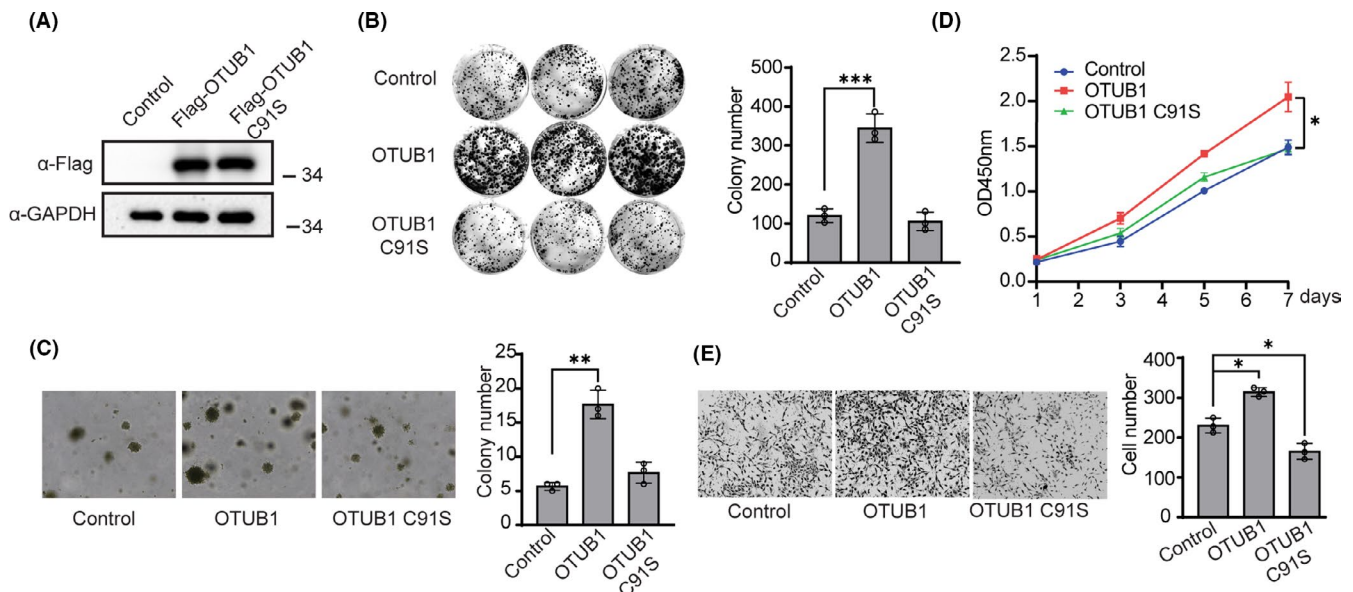 (A)
Control
Flag-OTUB1
Flag-OTUB1
C91S
α-Flag
— 34
α-GAPDH
—34
(B)
Control
OTUB1
OTUB1
C91S
Colony number
500
400
300
200
100
0
***
Control
OTUB1
OTUB1
C91S
(D)
OD450nm
2.5
2.0
1.5
1.0
0.5
0.0
Control
OTUB1
OTUB1 C91S
*
1 2 3 4 5 6 7 days
(C)
Control
OTUB1
OTUB1 C91S
Colony number
25
20
15
10
5
0
**
Control
OTUB1
OTUB1
C91S
(E)
Control
OTUB1
OTUB1 C91S
Cell number
400
300
200
100
0
*
*
Control
OTUB1
OTUB1
C91S